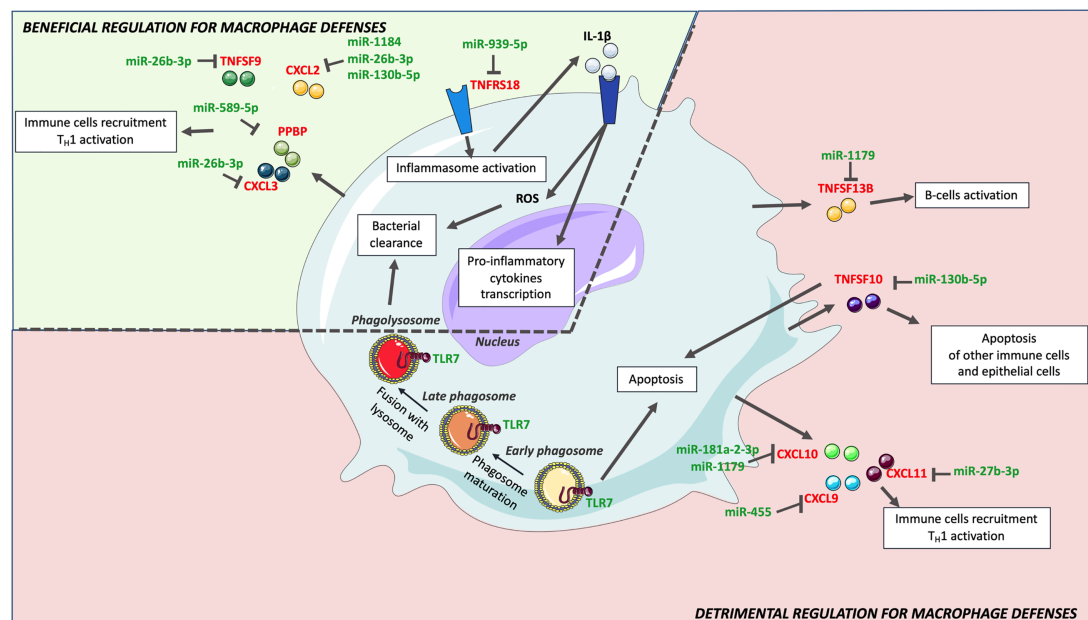 BENEFICIAL REGULATION FOR MACROPHAGE DEFENSES
miR-26b-3p
TNFSF9
miR-1184
CXCL2
miR-26b-3p
miR-130b-5p
miR-939-5p
TNFRS18
IL-1β
miR-589-5p
Immune cells recruitment
TH1 activation
PPBP
miR-26b-3p
CXCL3
Inflammasome activation
ROS
Bacterial
clearance
Pro-inflammatory
cytokines
transcription
Phagolysosome
Nucleus
TLR7
Fusion with
lysosome
Late phagosome
TLR7
Phagosome
maturation
Early phagosome
TLR7
Apoptosis
miR-1179
TNFSF13B
B-cells activation
TNFSF10
miR-130b-5p
Apoptosis
of other immune cells
and epithelial cells
miR-181a-2-3p
miR-1179
CXCL10
CXCL11
miR-27b-3p
CXCL9
miR-455
Immune cells recruitment
TH1 activation
DETRIMENTAL REGULATION FOR MACROPHAGE DEFENSES